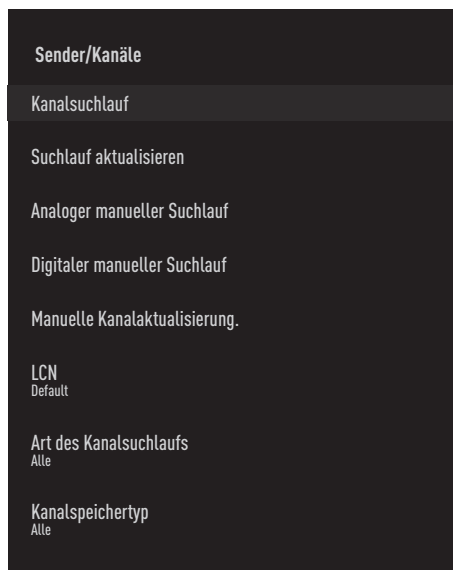 Sender/Kanäle
Kanalsuchlauf
Suchlauf aktualisieren
Analoger manueller Suchlauf
Digitaler manueller Suchlauf
Manuelle Kanalaktualisierung.
LCN
Default
Art des Kanalsuchlaufs
Alle
Kanalspeichertyp
Alle